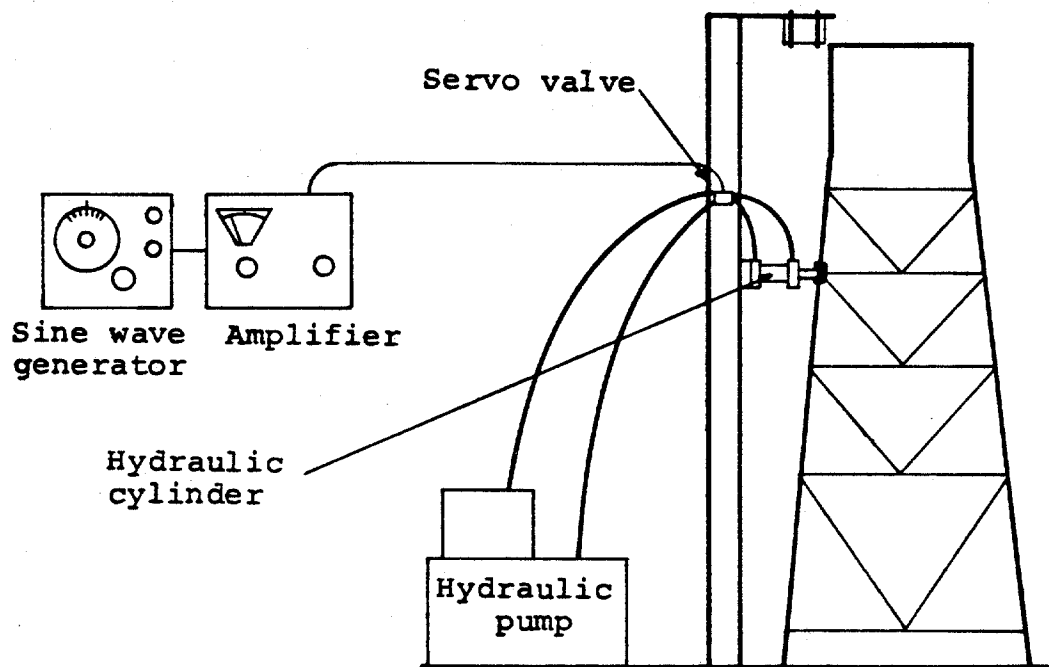 Servo valve
Sine wave
generator
Amplifier
Hydraulic
cylinder
Hydraulic
pump